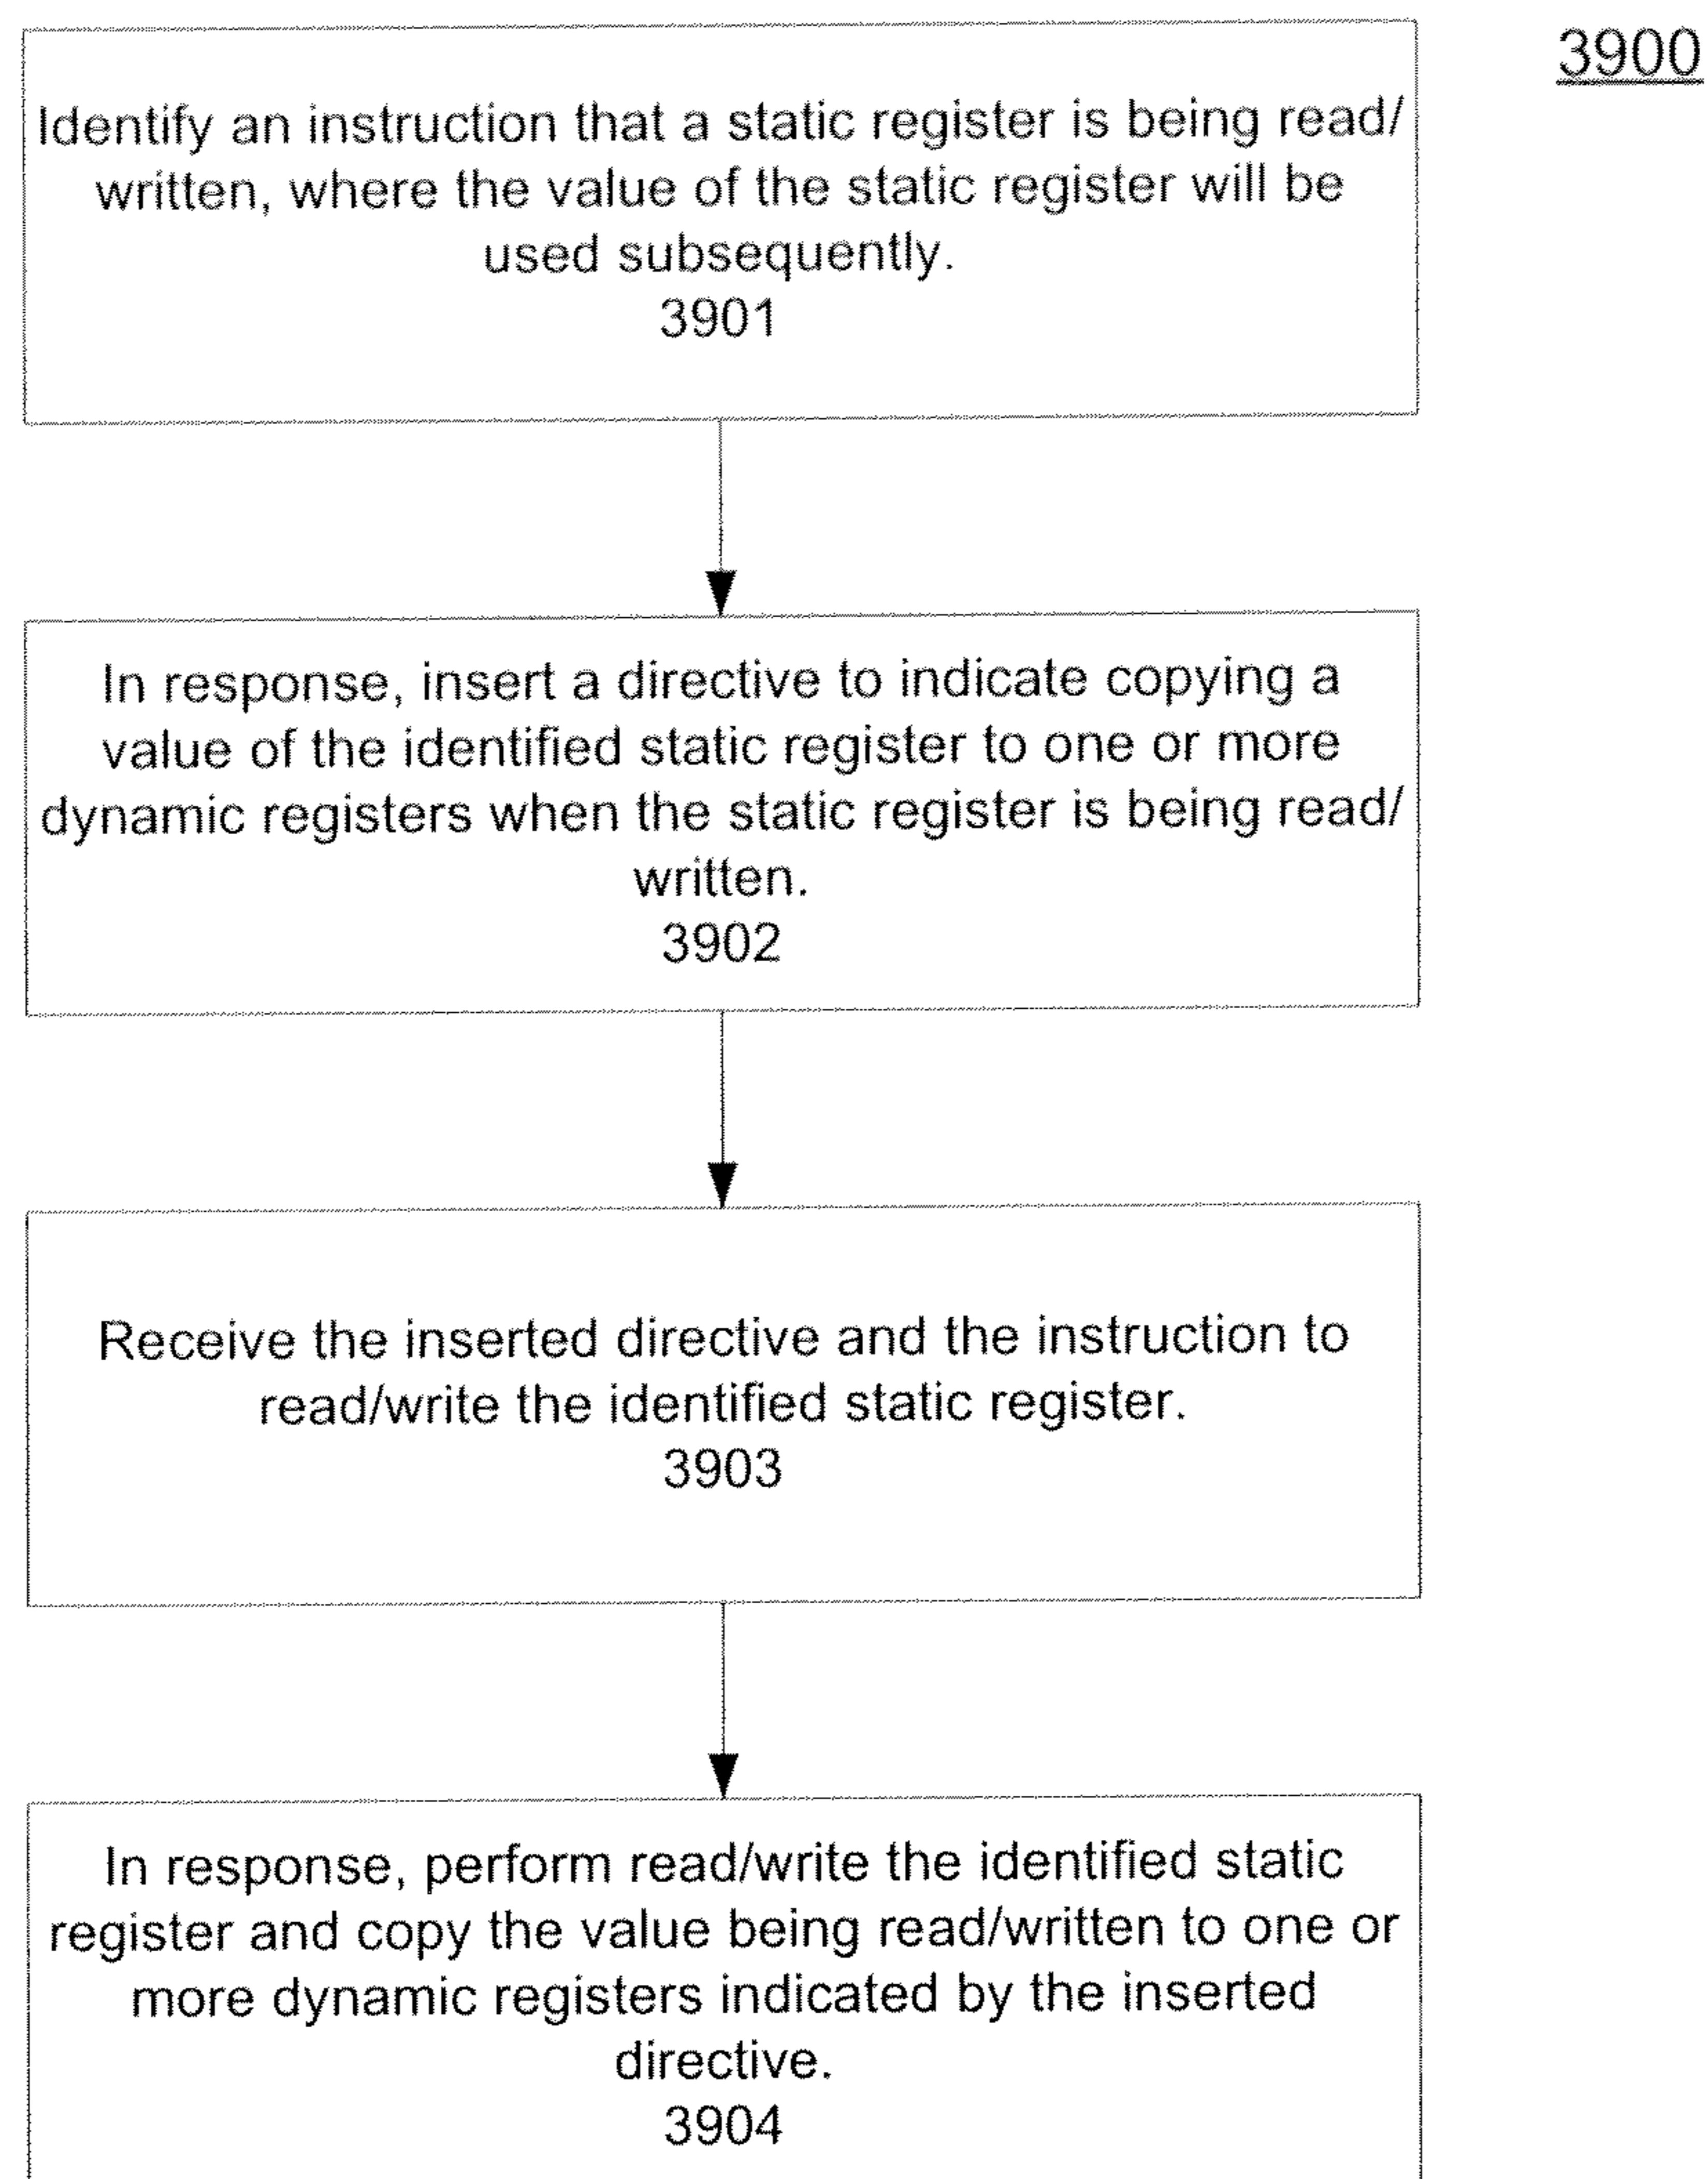 3900
Identify an instruction that a static register is being read/
written, where the value of the static register will be
used subsequently.
3901
In response, insert a directive to indicate copying a
value of the identified static register to one or more
dynamic registers when the static register is being read/
written.
3902
Receive the inserted directive and the instruction to
read/write the identified static register.
3903
In response, perform read/write the identified static
register and copy the value being read/written to one or
more dynamic registers indicated by the inserted
directive.
3904